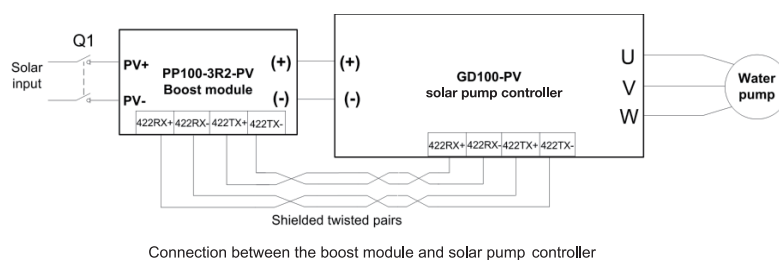 Q1
Solar
input
PV+
PV-
PP100-3R2-PV
Boost module
(+)
(-)
422RX+ 422RX- 422TX+ 422TX-
(+)
(-)
GD100-PV
solar pump controller
U
V
W
422RX+ 422RX- 422TX+ 422TX-
Water
pump
Shielded twisted pairs
Connection between the boost module and solar pump controller